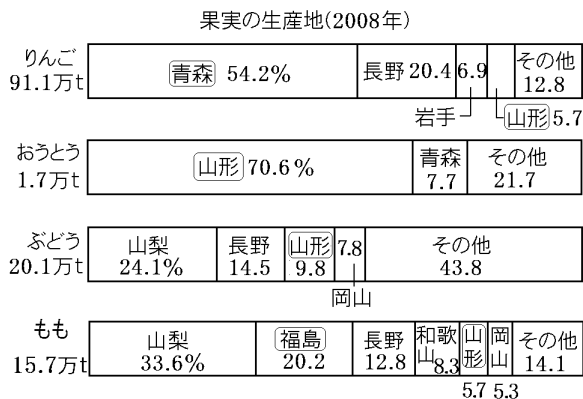 果実の生産地(2008年)
りんご
91.1万t
青森 54.2%
長野 20.4
6.9
岩手
山形 5.7
その他
12.8
おうとう
1.7万t
山形 70.6%
青森
7.7
その他
21.7
ぶどう
20.1万t
山梨
24.1%
長野
14.5
山形
9.8
7.8
岡山
その他
43.8
もも
15.7万t
山梨
33.6%
福島
20.2
長野
12.8
和歌山 8.3
山形
5.7
岡山
5.3
その他
14.1